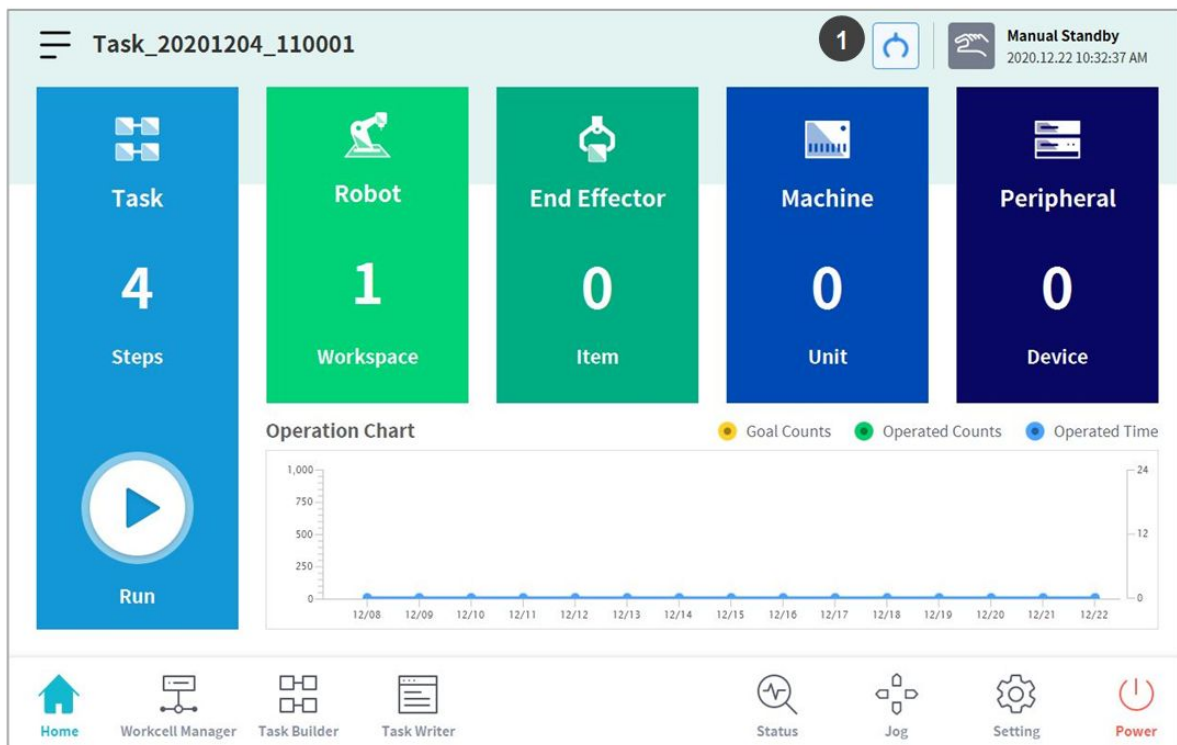 Task_20201204_110001
1
Manual Standby
2020.12.22 10:32:37 AM
Task
4
Steps
Run
Robot
1
Workspace
End Effector
0
Item
Machine
0
Unit
Peripheral
0
Device
Operation Chart
Goal Counts
Operated Counts
Operated Time
1,000
750
500
250
0
24
12
0
12/08 12/09 12/10 12/11 12/12 12/13 12/14 12/15 12/16 12/17 12/18 12/19 12/20 12/21 12/22
Home
Workcell Manager
Task Builder
Task Writer
Status
Jog
Setting
Power